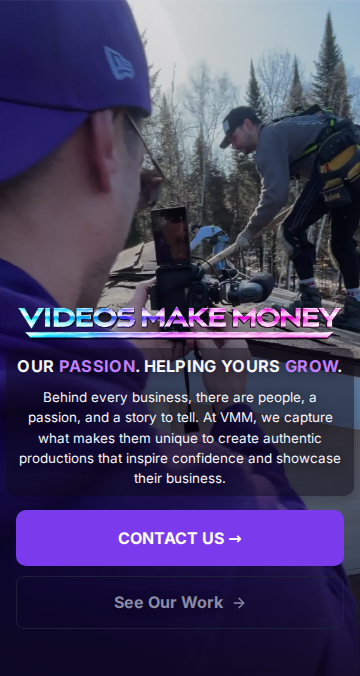 VIDEOS MAKE MONEY
OUR PASSION. HELPING YOURS GROW.
Behind every business, there are people, a
passion, and a story to tell. At VMM, we capture
what makes them unique to create authentic
productions that inspire confidence and showcase
their business.
CONTACT US →
See Our Work →